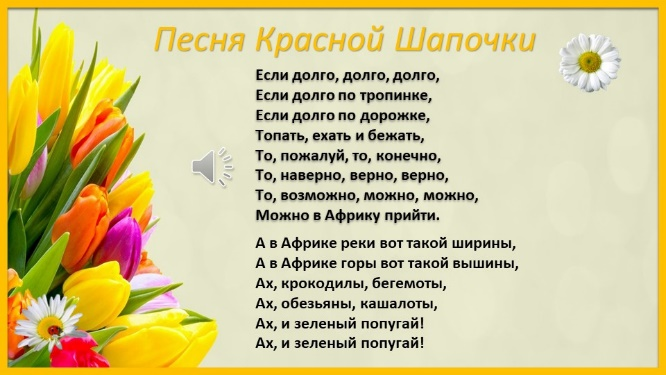 Песня Красной Шапочки
Если долго, долго, долго,
Если долго по тропинке,
Если долго по дорожке,
Топать, ехать и бежать,
То, пожалуй, то, конечно,
То, наверно, верно, верно,
То, возможно, можно, можно,
Можно в Африку прийти.
А в Африке реки вот такой ширины,
А в Африке горы вот такой вышины,
Ах, крокодилы, бегемоты,
Ах, обезьяны, кашалоты,
Ах, и зеленый попугай!
Ах, и зеленый попугай!